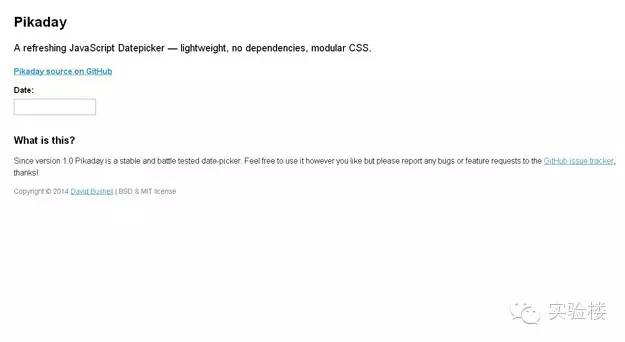 Pikaday
A refreshing JavaScript Datepicker — lightweight, no dependencies, modular CSS.
Pikaday source on GitHub
Date:
What is this?
Since version 1.0 Pikaday is a stable and battle tested date-picker. Feel free to use it however you like but please report any bugs or feature requests to the GitHub issue tracker,
thanks!
Copyright © 2014 David Bushell | BSD & MIT license
实验楼